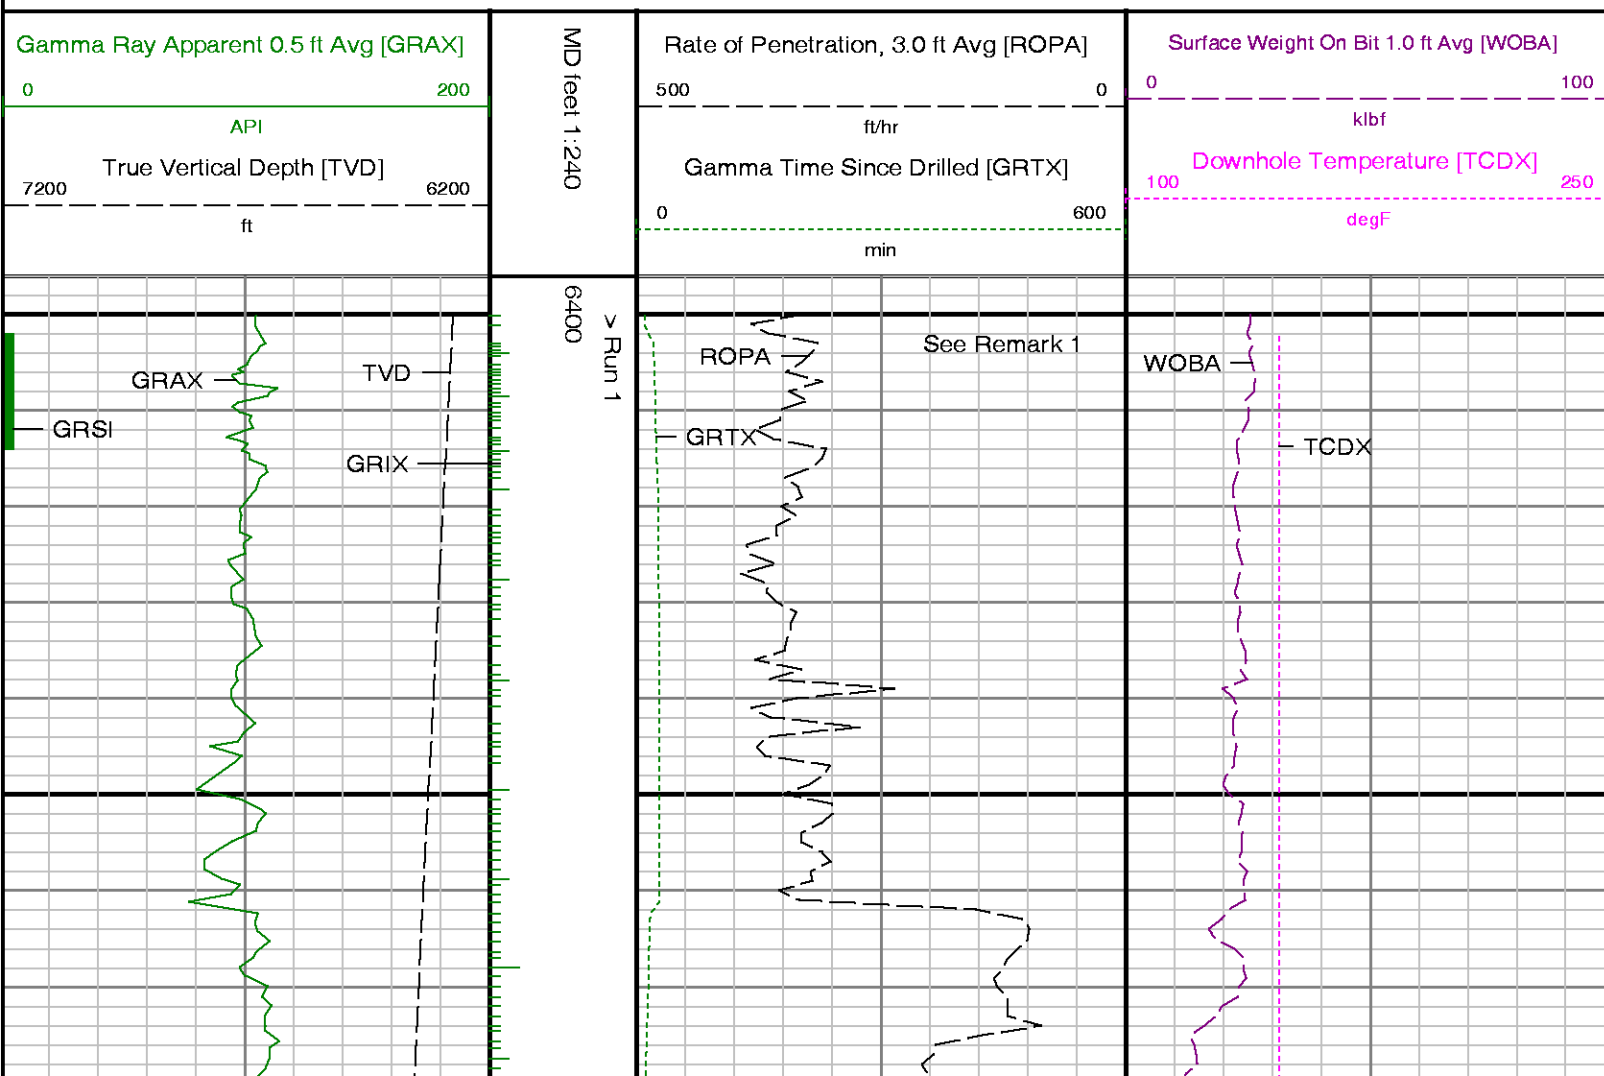 Gamma Ray Apparent 0.5 ft Avg [GRAX]
0 200
API
True Vertical Depth [TVD]
7200 6200
ft
MD feet 1:240
Rate of Penetration, 3.0 ft Avg [ROPA]
500 0
ft/hr
Gamma Time Since Drilled [GRTX]
0 600
min
Surface Weight On Bit 1.0 ft Avg [WOBA]
0 100
klbf
Downhole Temperature [TCDX]
100 250
degF
6400
> Run 1
GRAX
TVD
GRSI
GRIX
ROPA
See Remark 1
GRTX
WOBA
TCDX